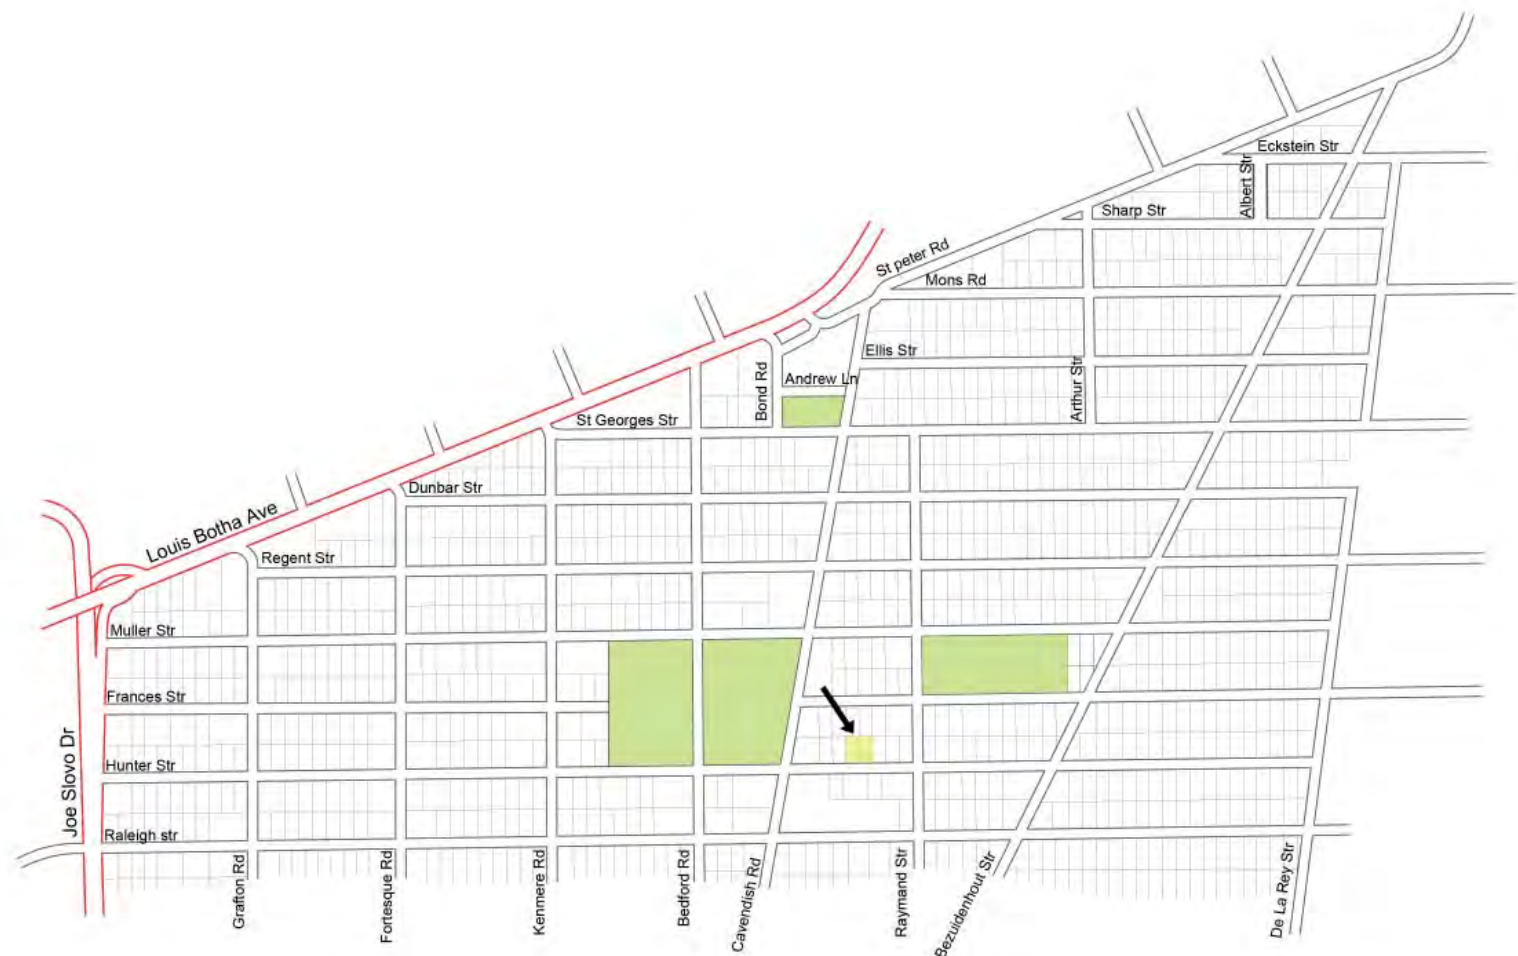 Eckstein Str
Albert Str
Sharp Str
St peter Rd
Mons Rd
Ellis Str
Bond Rd
Andrew Ln
Arthur Str
St Georges Str
Dunbar Str
Louis Botha Ave
Regent Str
Muller Str
Frances Str
Joe Slovo Dr
Hunter Str
Raleigh str
Grafton Rd
Fortesque Rd
Kenmere Rd
Bedford Rd
Cavendish Rd
Raymand Str
Bezuidenhout Str
De La Rey Str